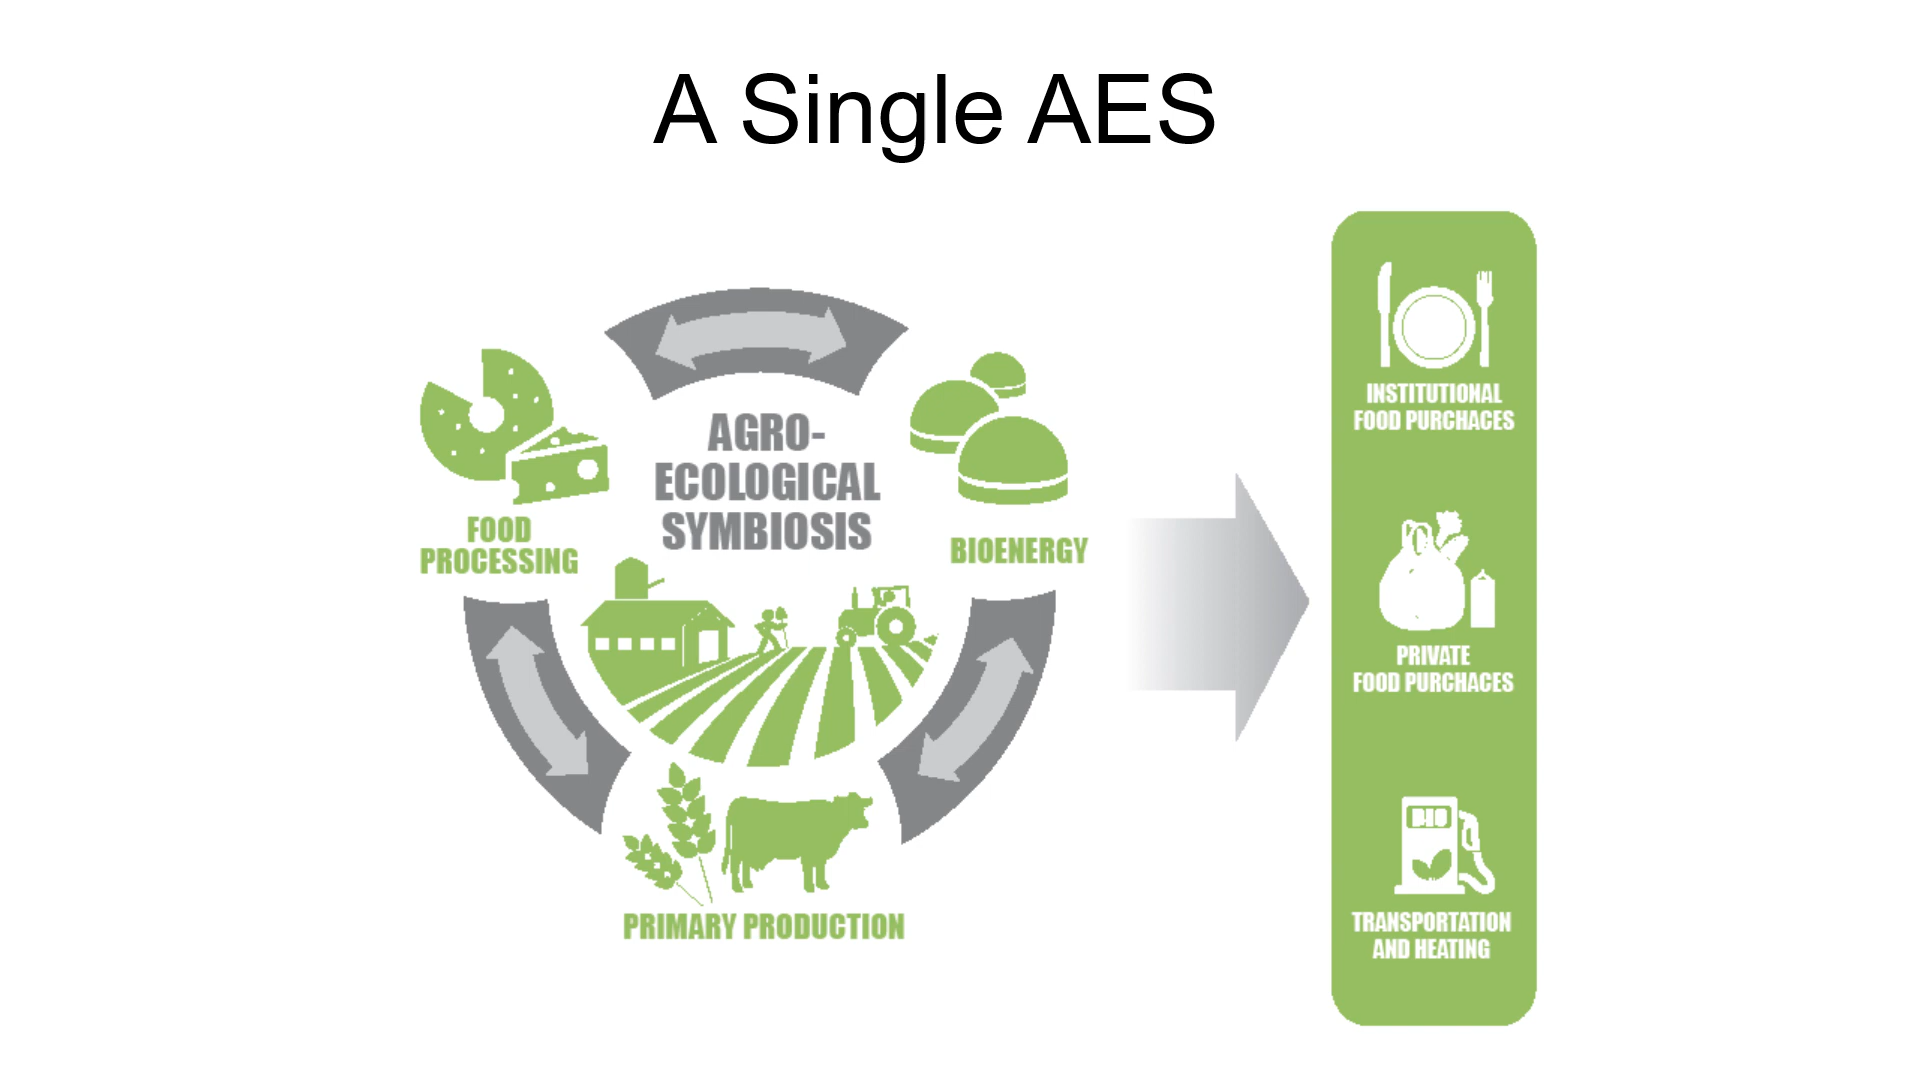 A Single AES
AGRO-
ECOLOGICAL
SYMBIOSIS
FOOD
PROCESSING
BIOENERGY
PRIMARY PRODUCTION
INSTITUTIONAL
FOOD PURCHACES
PRIVATE
FOOD PURCHACES
BIO
TRANSPORTATION
AND HEATING